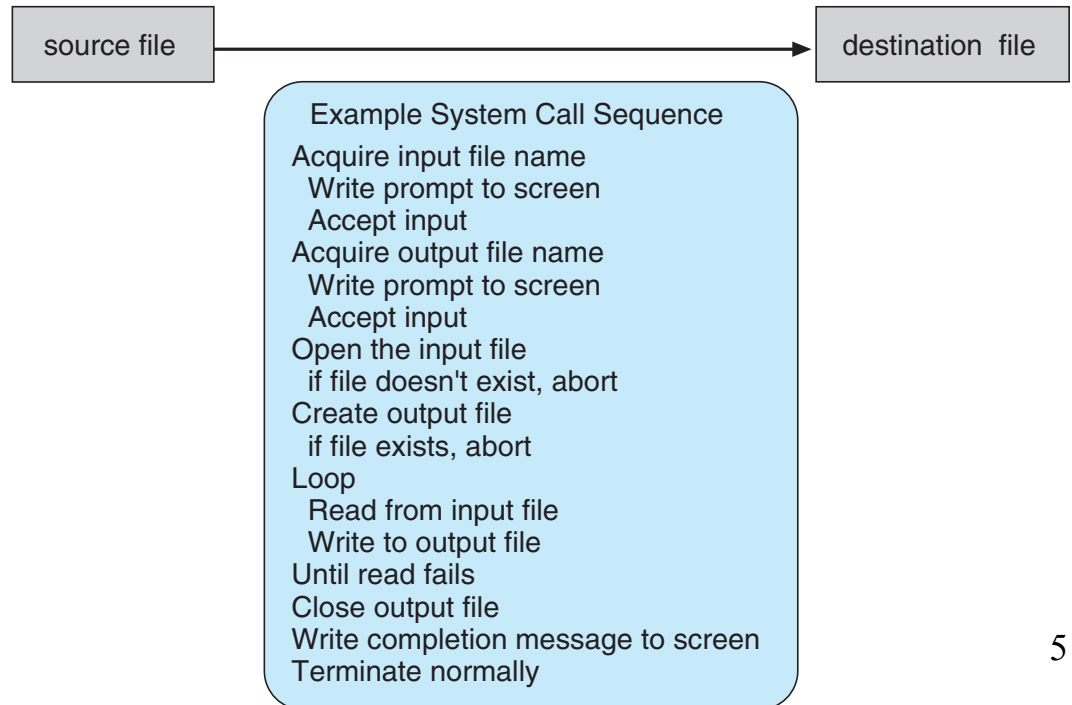 source file
destination file
Example System Call Sequence
Acquire input file name
Write prompt to screen
Accept input
Acquire output file name
Write prompt to screen
Accept input
Open the input file
if file doesn't exist, abort
Create output file
if file exists, abort
Loop
Read from input file
Write to output file
Until read fails
Close output file
Write completion message to screen
Terminate normally
5